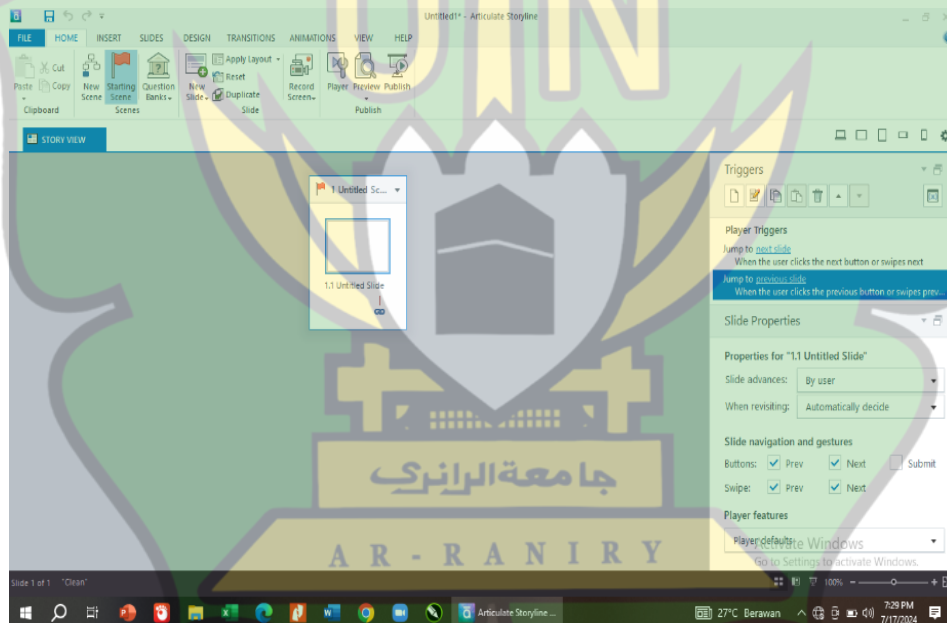 Untitled1* - Articulate Storyline
FILE HOME INSERT SLIDES DESIGN TRANSITIONS ANIMATIONS VIEW HELP
Paste
Cut
Copy
Clipboard
New Scene
Starting Scene
Question Banks
Scenes
New Slide
Apply Layout
Reset
Duplicate
Slide
Record Screen
Player
Preview
Publish
Publish
STORY VIEW
1 Untitled Sc...
1.1 Untitled Slide
Triggers
Player Triggers
Jump to next slide
When the user clicks the next button or swipes next
Jump to previous slide
When the user clicks the previous button or swipes prev...
Slide Properties
Properties for "1.1 Untitled Slide"
Slide advances: By user
When revisiting: Automatically decide
Slide navigation and gestures
Buttons: Prev Next Submit
Swipe: Prev Next
Player features
Player defaults
Activate Windows
Go to Settings to activate Windows.
UIN
جامعة الرانري
AR-RANIRY
Slide 1 of 1 "Clean"
100%
Articulate Storyline ...
27°C Berawan
7:29 PM
7/17/2024